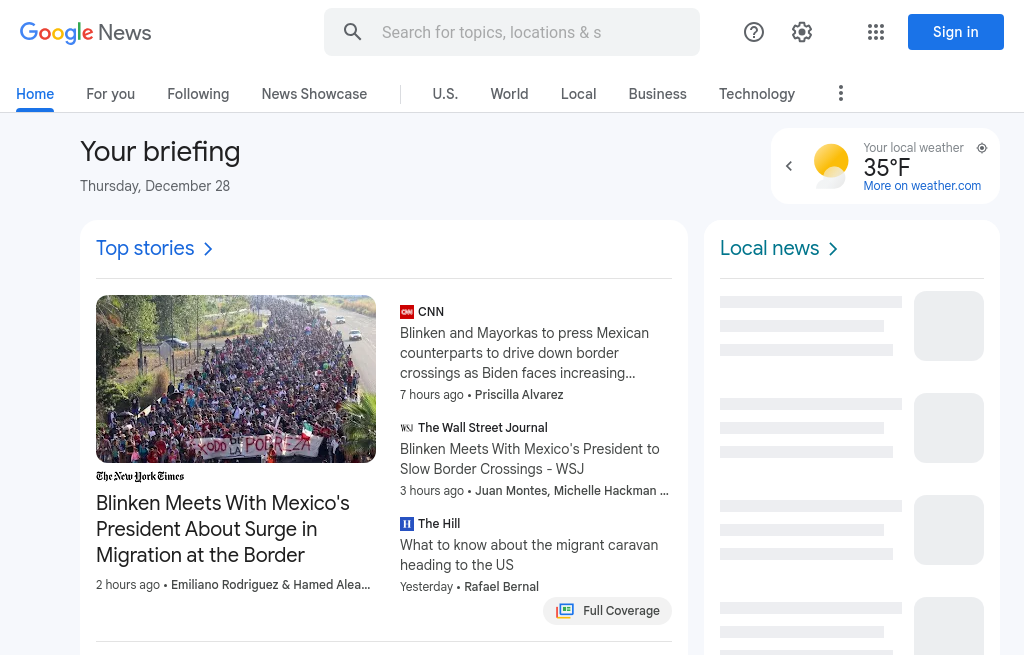 Google News
Search for topics, locations & s
Sign in
Home
For you
Following
News Showcase
U.S.
World
Local
Business
Technology
Your briefing
Thursday, December 28
Your local weather
35°F
More on weather.com
Top stories
EXODO DE LA POBREZA
The New York Times
Blinken Meets With Mexico's
President About Surge in
Migration at the Border
2 hours ago • Emiliano Rodriguez & Hamed Alea...
CNN
CNN
Blinken and Mayorkas to press Mexican
counterparts to drive down border
crossings as Biden faces increasing...
7 hours ago • Priscilla Alvarez
WSJ
The Wall Street Journal
Blinken Meets With Mexico's President to
Slow Border Crossings - WSJ
3 hours ago • Juan Montes, Michelle Hackman ...
H
The Hill
What to know about the migrant caravan
heading to the US
Yesterday • Rafael Bernal
Full Coverage
Local news